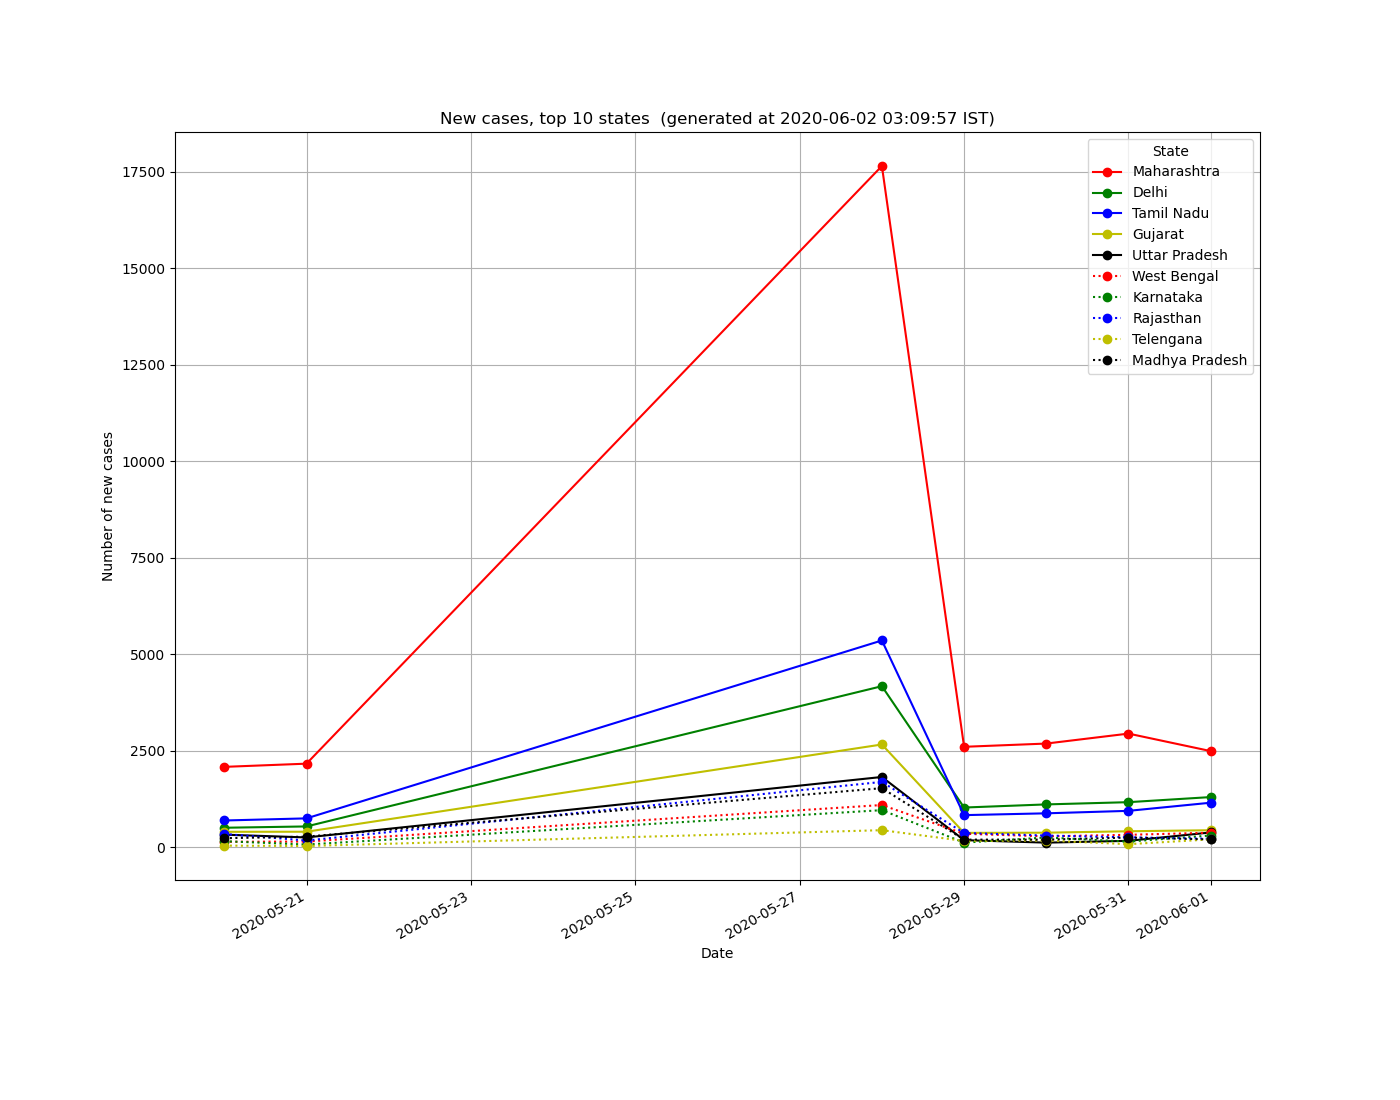 New cases, top 10 states  (generated at 2020-06-02 03:09:57 IST)
State
Maharashtra
Delhi
Tamil Nadu
Gujarat
Uttar Pradesh
West Bengal
Karnataka
Rajasthan
Telengana
Madhya Pradesh
17500
15000
12500
10000
7500
5000
2500
0
Number of new cases
2020-05-21
2020-05-23
2020-05-25
2020-05-27
2020-05-29
2020-05-31
2020-06-01
Date